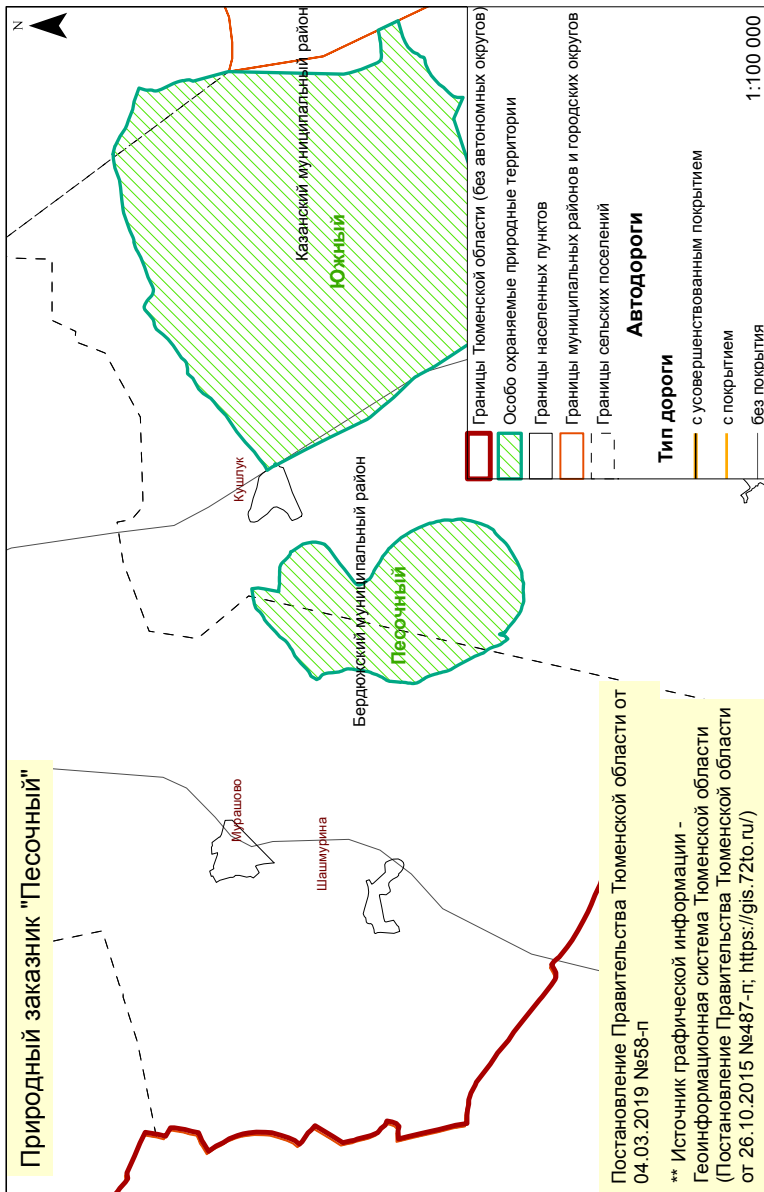 Природный заказник "Песочный"
N
Казанский муниципальный район
Южный
Кушлук
Бердюжский муниципальный район
Песочный
Мурашово
Шашмурина
Границы Тюменской области (без автономных округов)
Особо охраняемые природные территории
Границы населенных пунктов
Границы муниципальных районов и городских округов
Границы сельских поселений
Автодороги
Тип дороги
с усовершенствованным покрытием
с покрытием
без покрытия
1:100 000
Постановление Правительства Тюменской области от
04.03.2019 №58-п
** Источник графической информации -
Геоинформационная система Тюменской области
(Постановление Правительства Тюменской области
от 26.10.2015 №487-п; https://gis.72to.ru/)